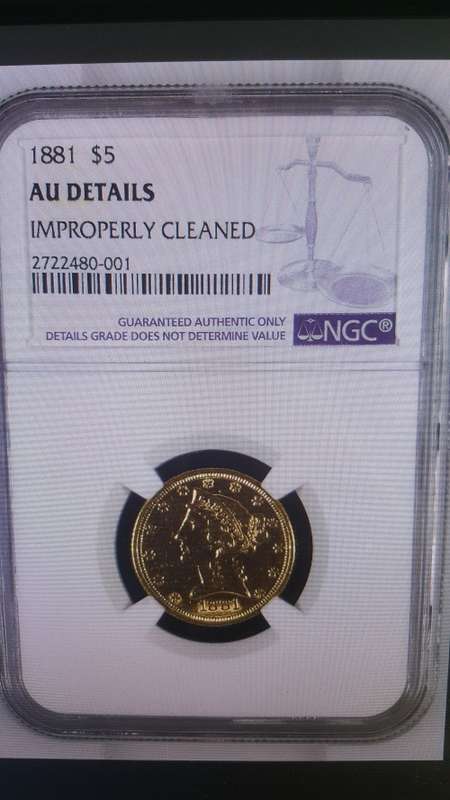 1881 $5
AU DETAILS
IMPROPERLY CLEANED
2722480-001
GUARANTEED AUTHENTIC ONLY
DETAILS GRADE DOES NOT DETERMINE VALUE
NGC®
1881